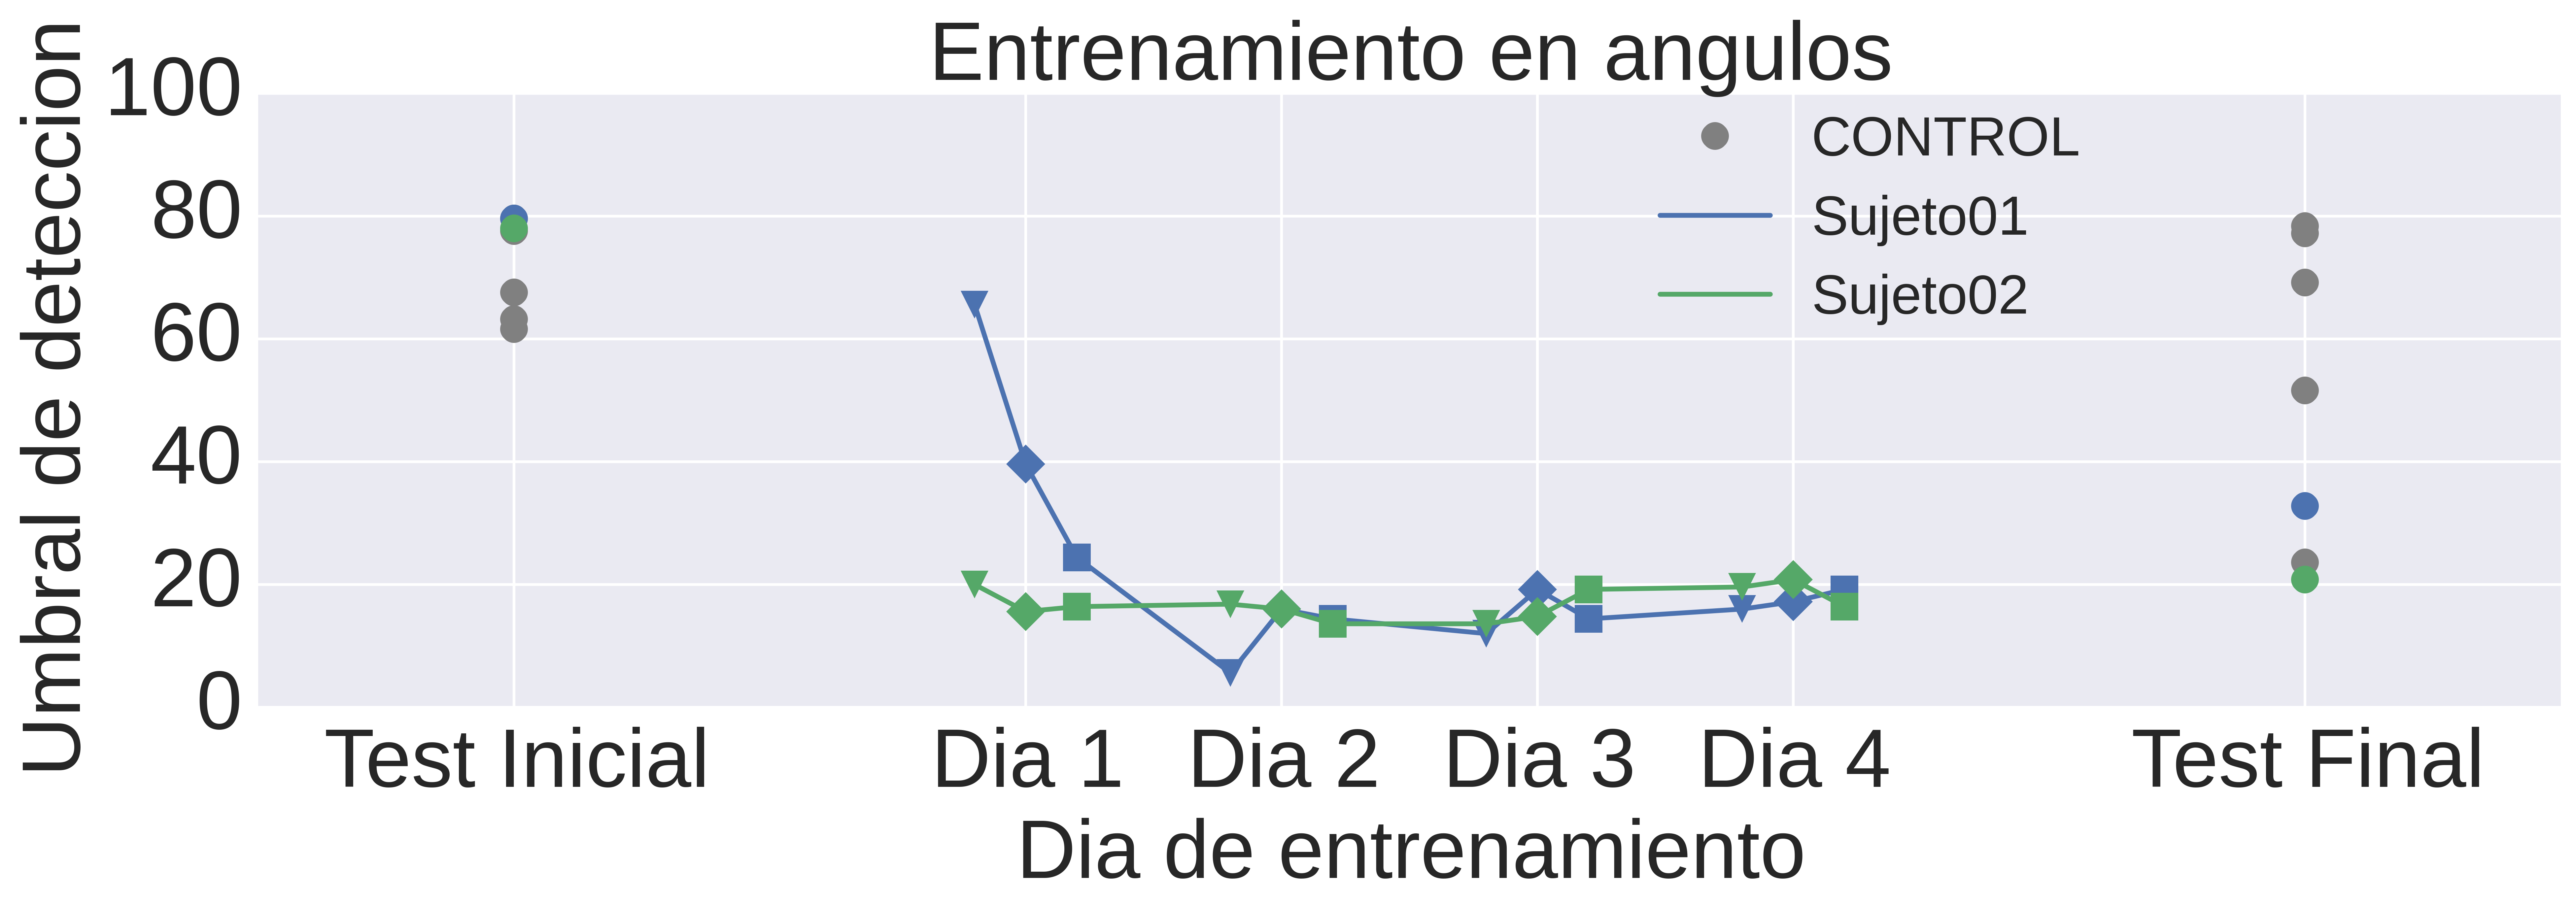 Entrenamiento en angulos
Umbral de deteccion
100
80
60
40
20
0
CONTROL
Sujeto01
Sujeto02
Test Inicial
Dia 1
Dia 2
Dia 3
Dia 4
Test Final
Dia de entrenamiento